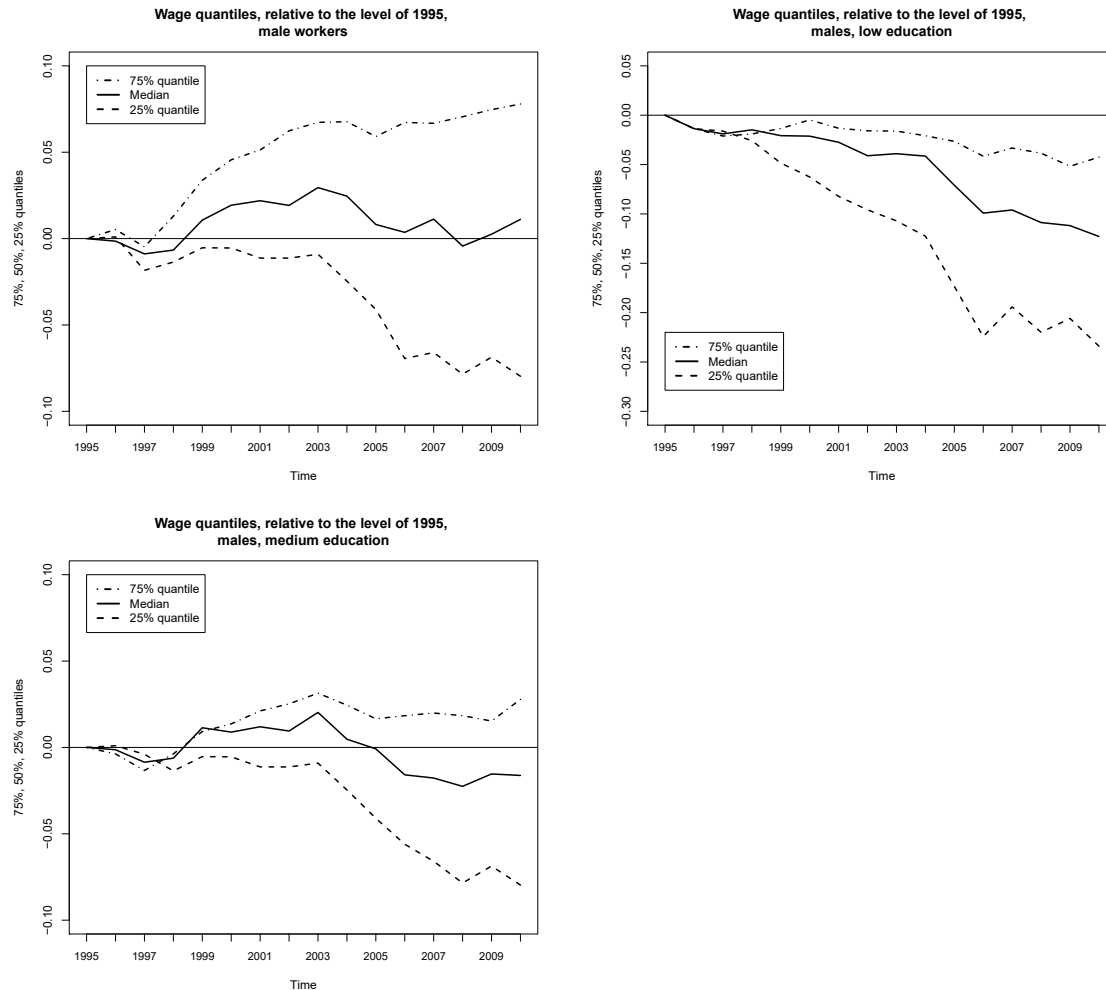 Wage quantiles, relative to the level of 1995,
male workers
75%, 50%, 25% quantiles
0.10
0.05
0.00
−0.05
−0.10
75% quantile
Median
25% quantile
1995 1997 1999 2001 2003 2005 2007 2009
Time
Wage quantiles, relative to the level of 1995,
males, low education
75%, 50%, 25% quantiles
0.05
0.00
−0.05
−0.10
−0.15
−0.20
−0.25
−0.30
75% quantile
Median
25% quantile
1995 1997 1999 2001 2003 2005 2007 2009
Time
Wage quantiles, relative to the level of 1995,
males, medium education
75%, 50%, 25% quantiles
0.10
0.05
0.00
−0.05
−0.10
75% quantile
Median
25% quantile
1995 1997 1999 2001 2003 2005 2007 2009
Time